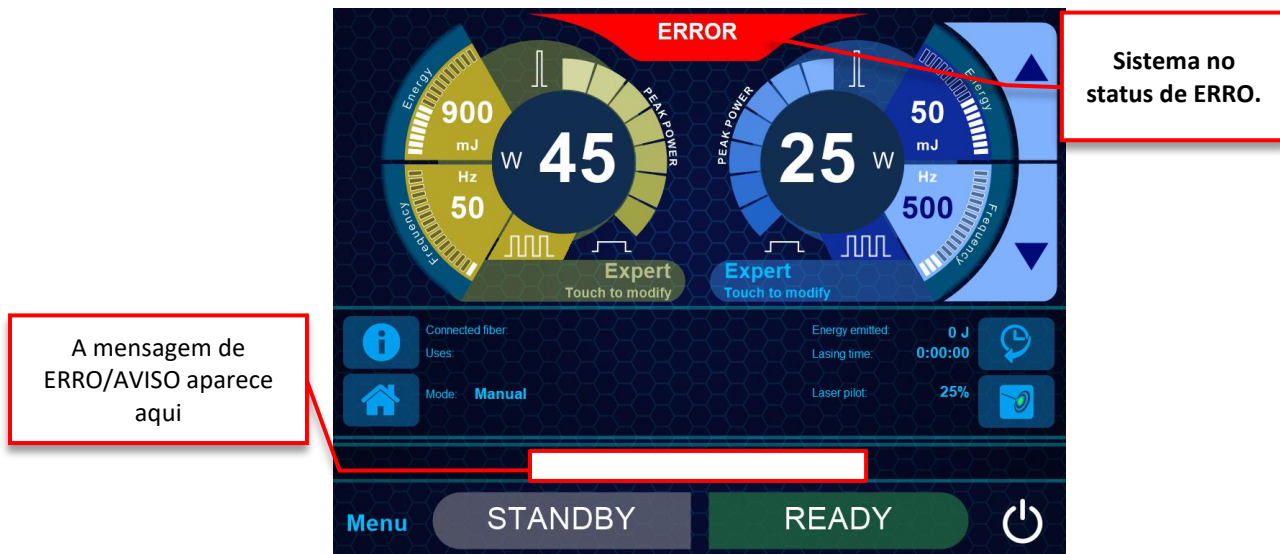 ERROR
Sistema no
status de ERRO.
Energy
900
mJ
Hz
50
Frequency
W 45
PEAK POWER
Expert
Touch to modify
PEAK POWER
25 W
Energy
50
mJ
Hz
500
Frequency
Expert
Touch to modify
A mensagem de
ERRO/AVISO aparece
aqui
Connected fiber:
Uses:
Mode: Manual
Energy emitted: 0 J
Lasing time: 0:00:00
Laser pilot: 25%
Menu
STANDBY
READY